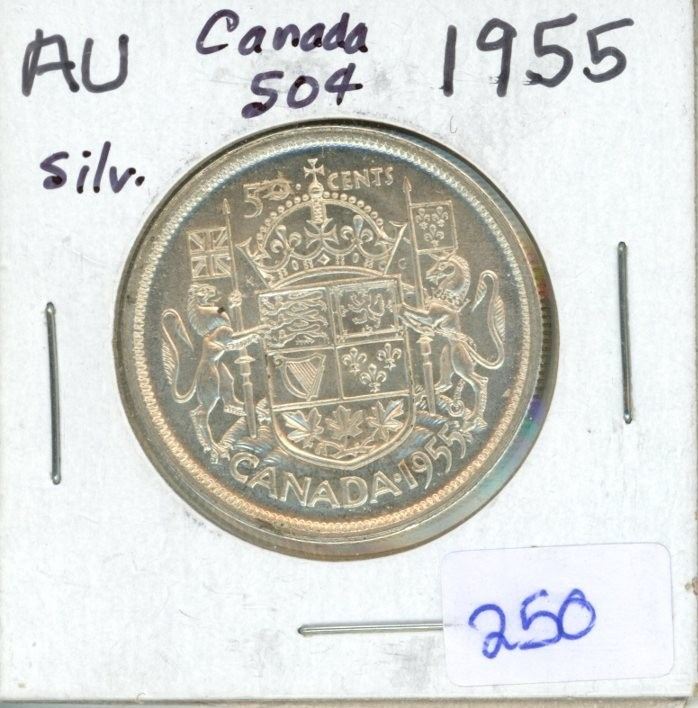 AU Canada 1955
50¢
silv.
50. CENTS
K G
CANADA·1955
250